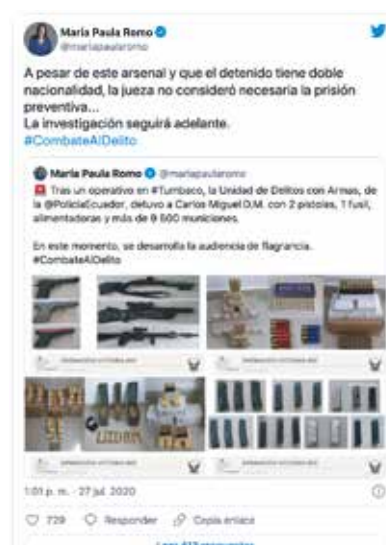 María Paula Romo
@mariapaularomo
A pesar de este arsenal y que el detenido tiene doble
nacionalidad, la jueza no consideró necesaria la prisión
preventiva...
La investigación seguirá adelante.
#CombateAlDelito
María Paula Romo @mariapaularomo
Tras un operativo en #Tumbaco, la Unidad de Delitos con Armas, de
la @PoliciaEcuador, detuvo a Carlos Miguel D.M. con 2 pistolas, 1 fusil,
alimentadoras y más de 9 500 municiones.
En este momento, se desarrolla la audiencia de flagrancia.
#CombateAlDelito
1:01 p. m. · 27 jul. 2020
729
Responder
Copia enlace